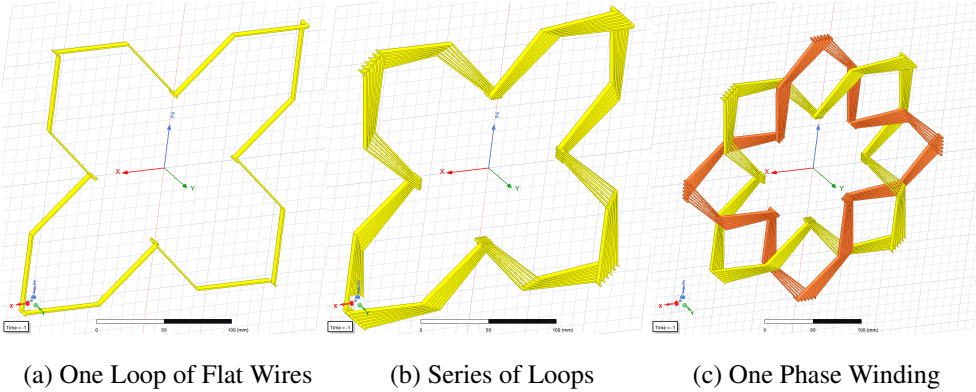 Z
X
Y
Z
X
Y
Time = -1
0
50
100 (mm)
Z
X
Y
Z
X
Y
Time = -1
0
50
100 (mm)
Z
X
Y
Z
X
Y
Time = -1
0
50
100 (mm)
(a) One Loop of Flat Wires
(b) Series of Loops
(c) One Phase Winding